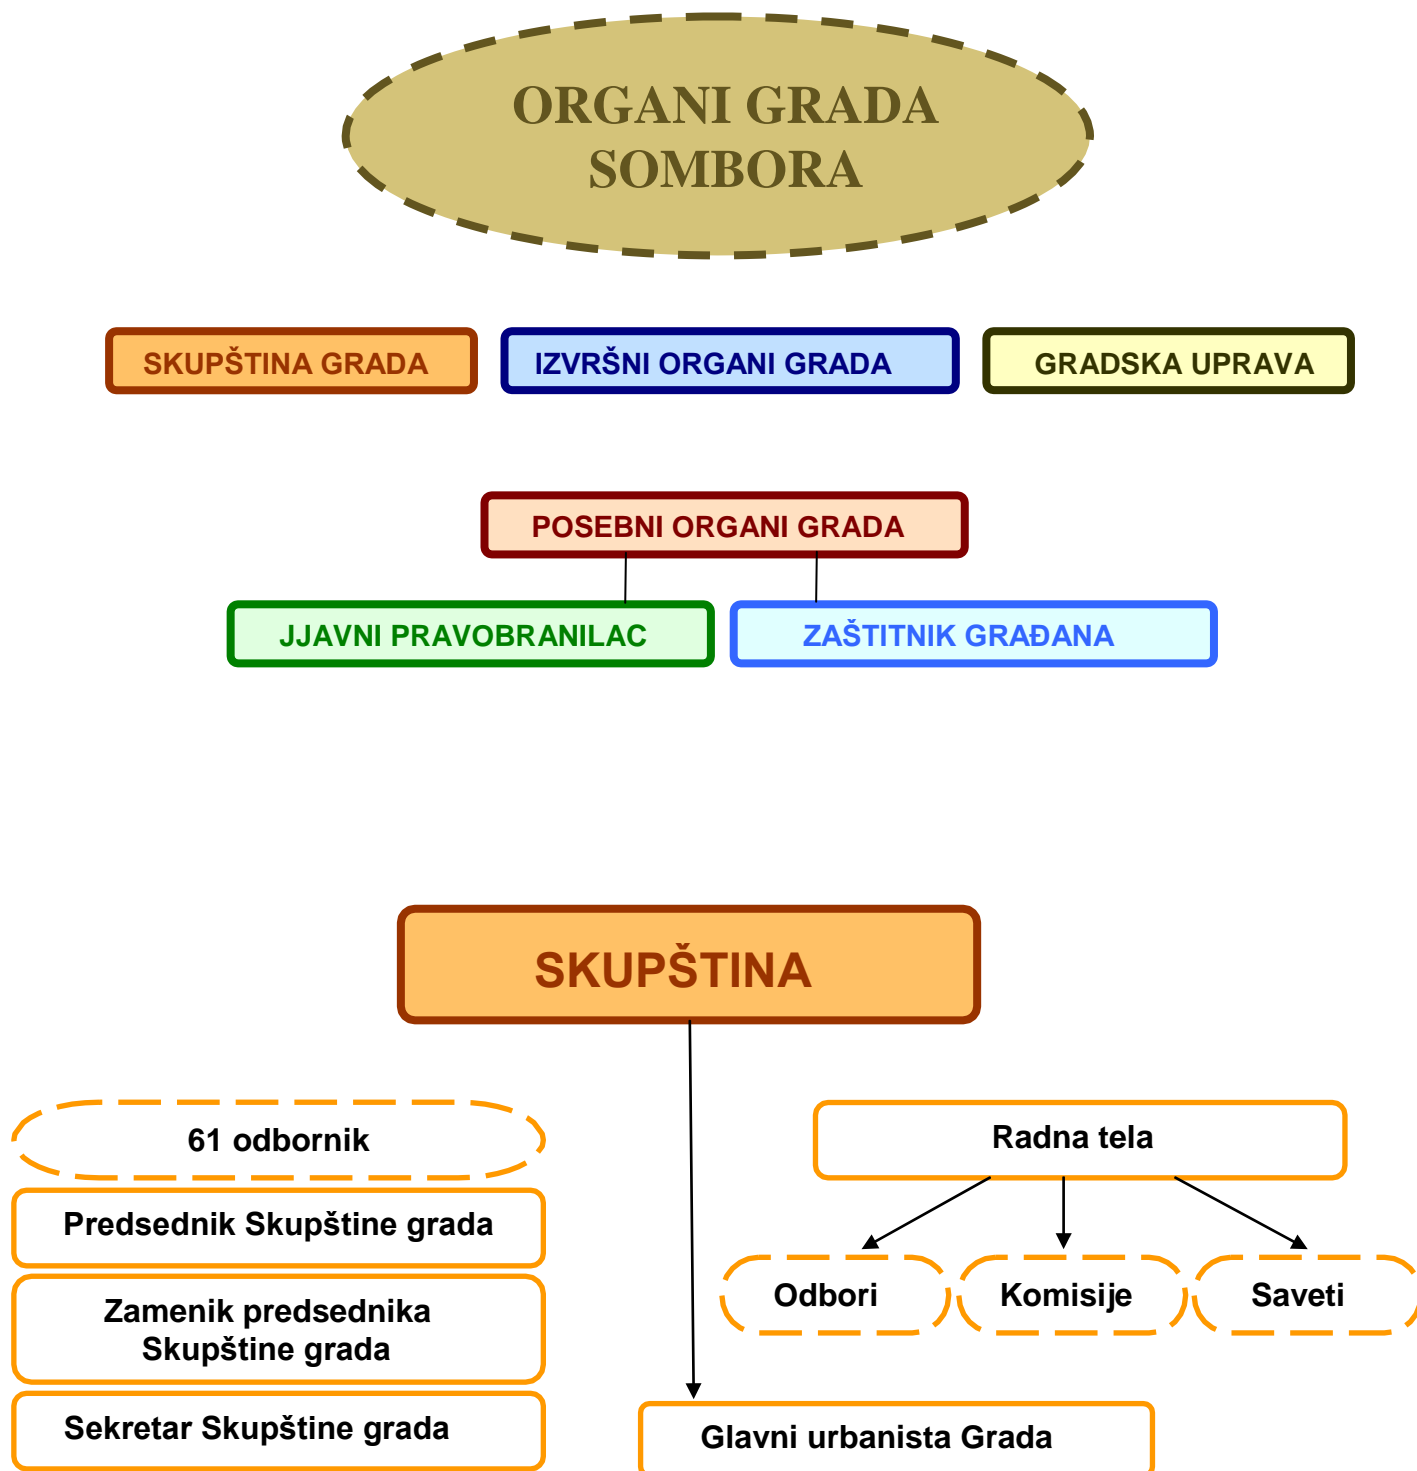 ORGANI GRADA
SOMBORA
SKUPŠTINA GRADA
IZVRŠNI ORGANI GRADA
GRADSKA UPRAVA
POSEBNI ORGANI GRADA
JJAVNI PRAVOBRANILAC
ZAŠTITNIK GRAĐANA
SKUPŠTINA
61 odbornik
Predsednik Skupštine grada
Zamenik predsednika
Skupštine grada
Sekretar Skupštine grada
Radna tela
Odbori
Komisije
Saveti
Glavni urbanista Grada